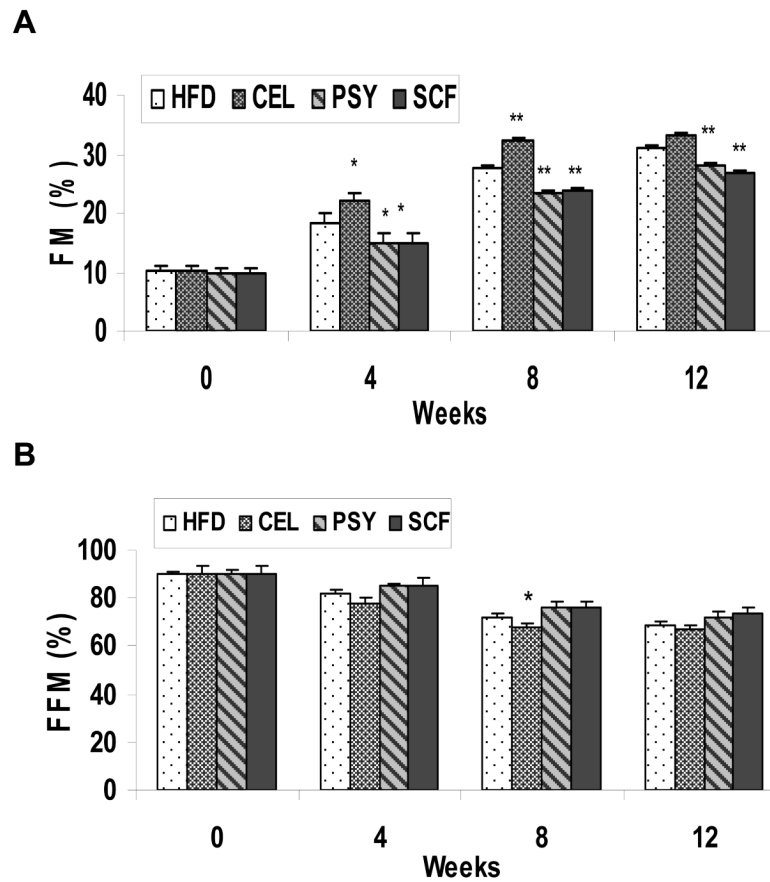 A
HFD CEL PSY SCF
40
30
20
10
0
FM (%)
* * *
** ** **
** **
0 4 8 12
Weeks
B
HFD CEL PSY SCF
100
80
60
40
20
0
FFM (%)
*
0 4 8 12
Weeks